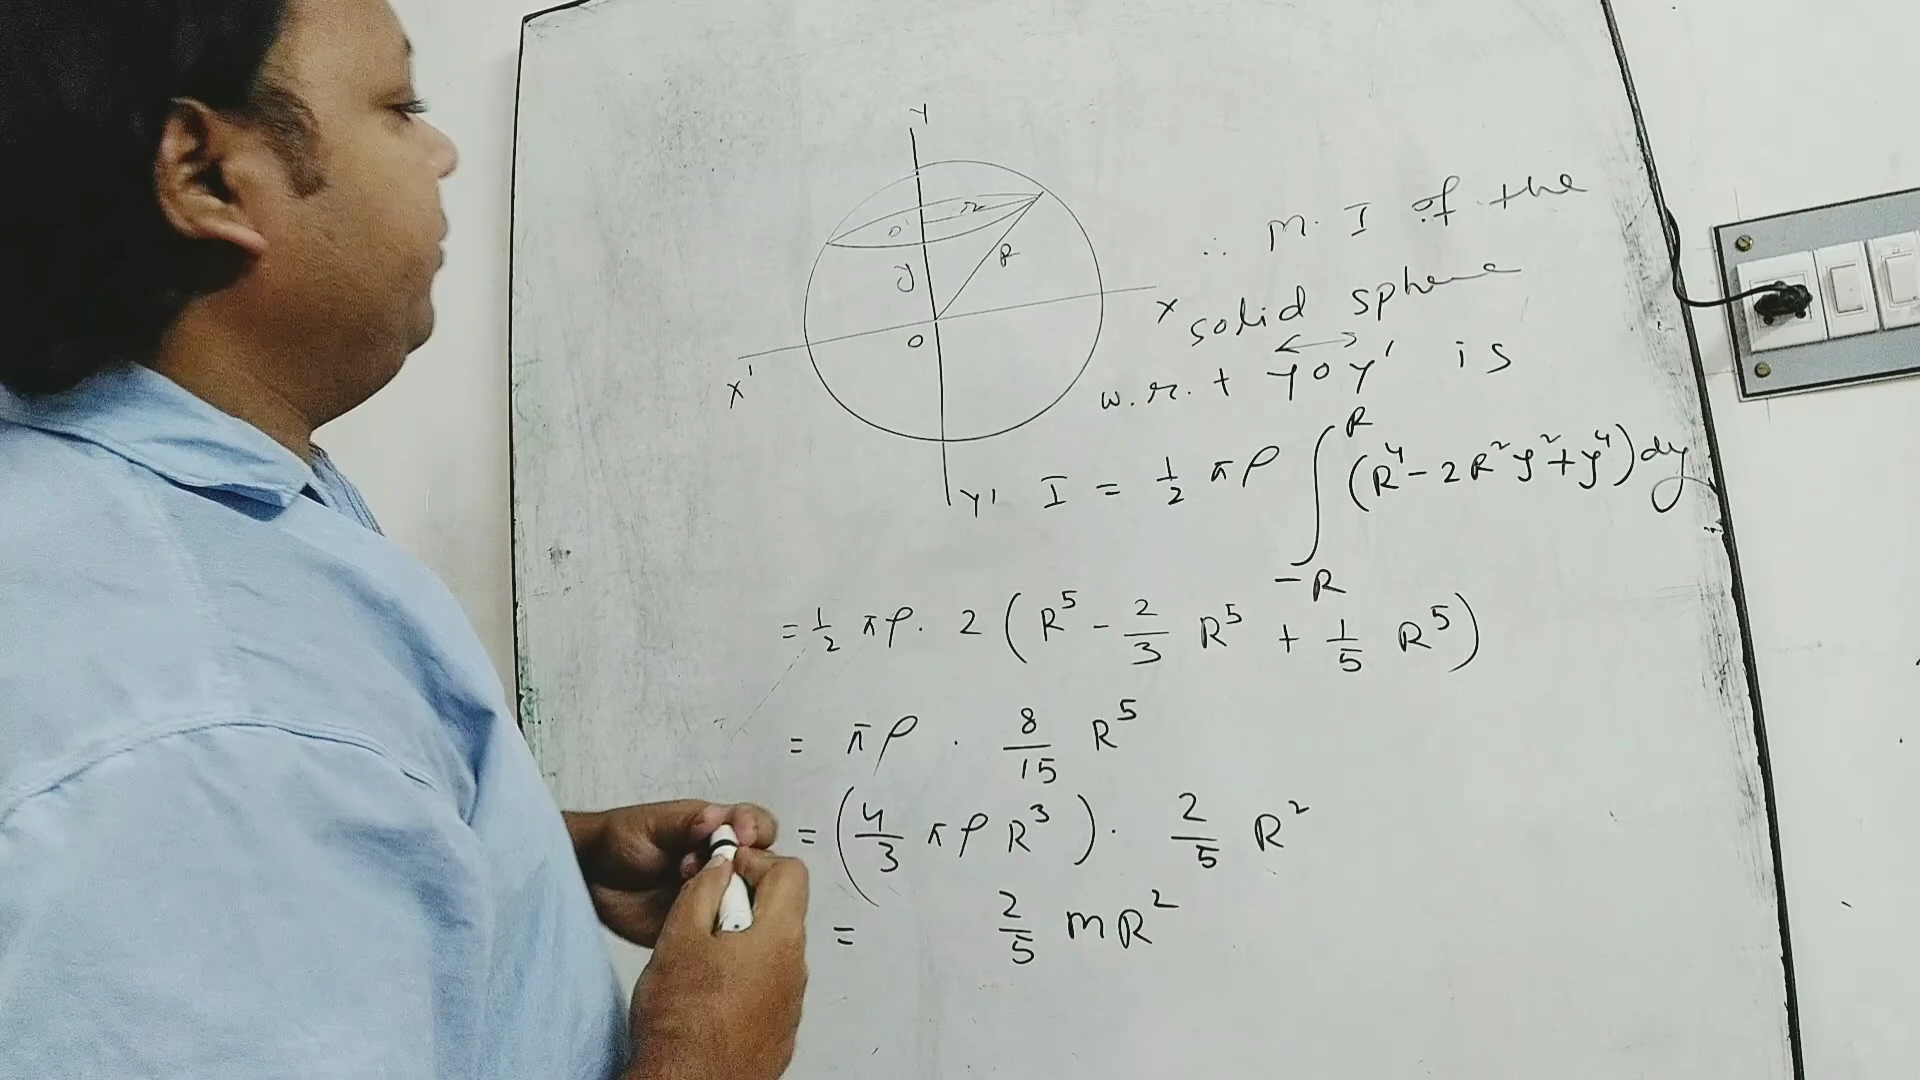 Y
r
O'
R
y
X
O
X'
Y'
∴ M. I of the
solid sphere
w.r.t YOY' is
I = 1/2 πρ ∫_{-R}^{R} (R⁴ - 2R²y² + y⁴) dy
= 1/2 πρ. 2 (R⁵ - 2/3 R⁵ + 1/5 R⁵)
= πρ . 8/15 R⁵
= (4/3 πρ R³) . 2/5 R²
= 2/5 mR²